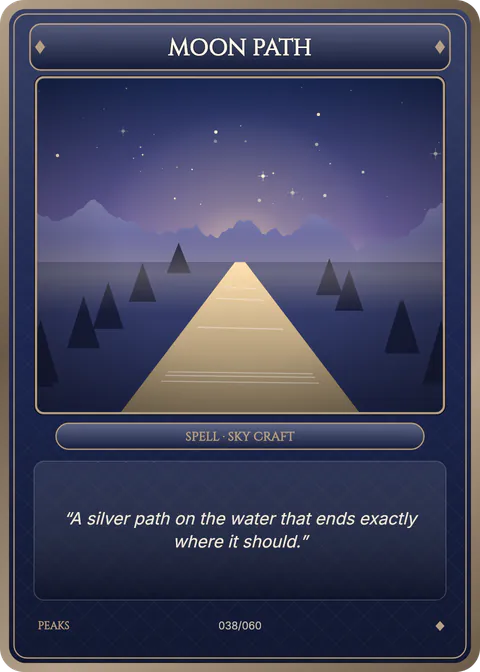 MOON PATH
SPELL · SKY CRAFT
“A silver path on the water that ends exactly
where it should.”
PEAKS
038/060